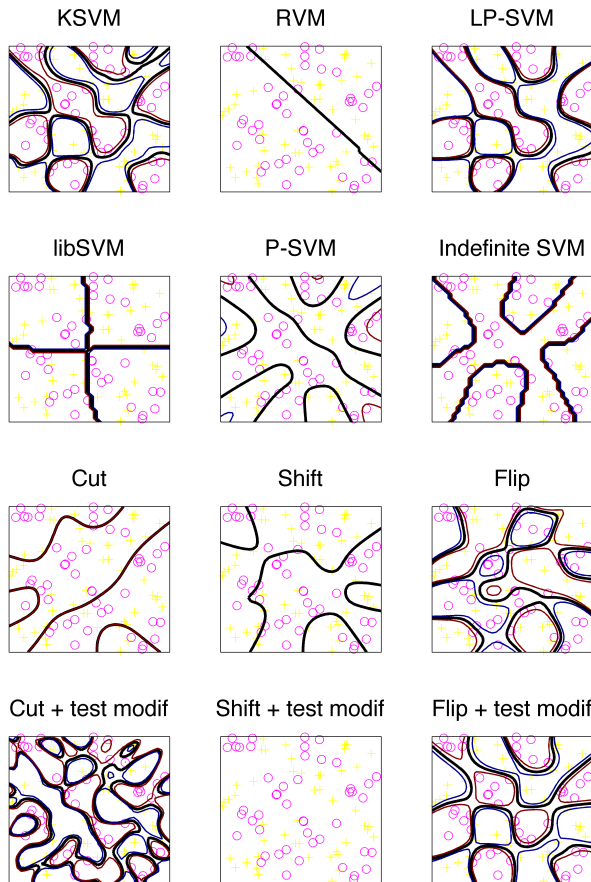 KSVM
RVM
LP-SVM
libSVM
P-SVM
Indefinite SVM
Cut
Shift
Flip
Cut + test modif
Shift + test modif
Flip + test modif